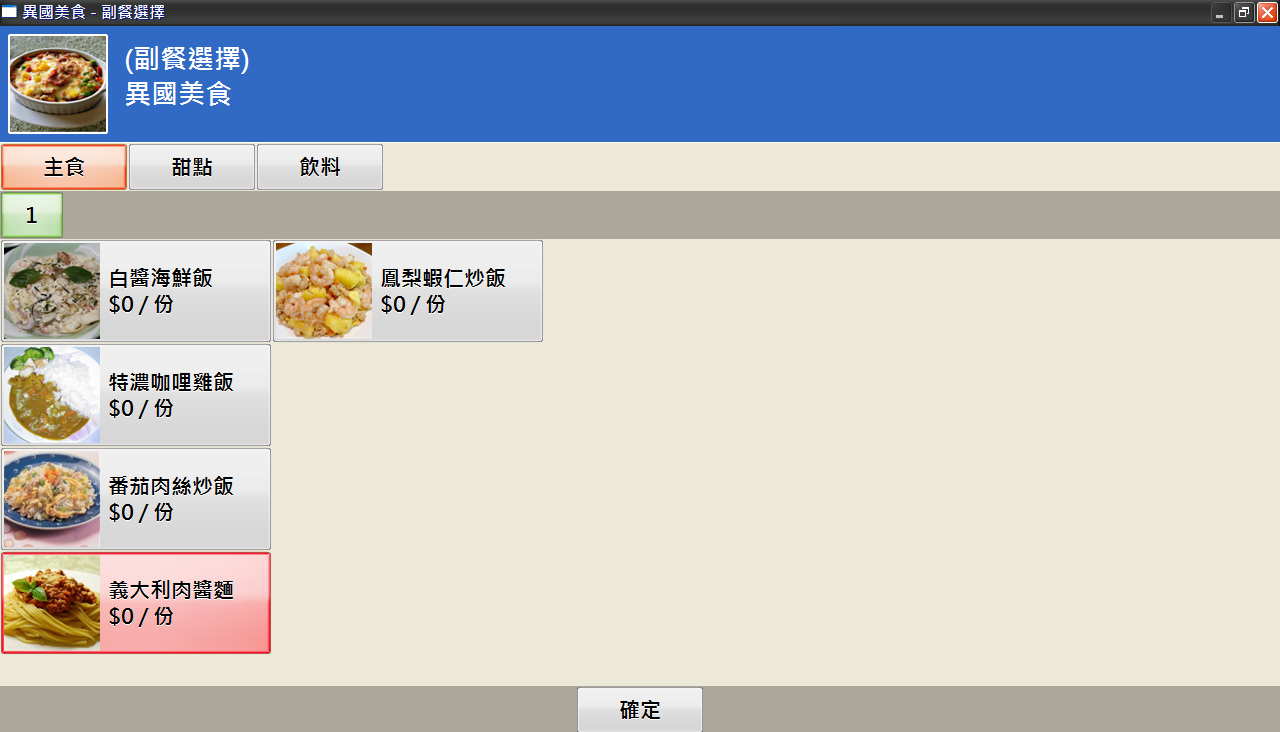 異國美食 - 副餐選擇
(副餐選擇)
異國美食
主食
甜點
飲料
1
白醬海鮮飯
$0 / 份
鳳梨蝦仁炒飯
$0 / 份
特濃咖哩雞飯
$0 / 份
番茄肉絲炒飯
$0 / 份
義大利肉醬麵
$0 / 份
確定